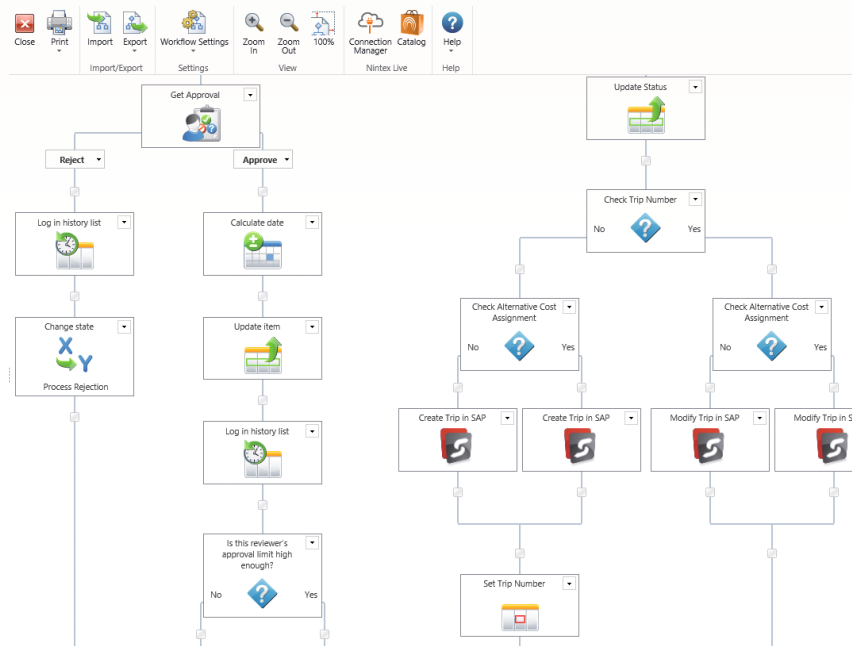 Close
Print
Import
Export
Workflow Settings
Zoom
In
Zoom
Out
100%
Connection
Manager
Catalog
Help
Import/Export
Settings
View
Nintex Live
Help
Get Approval
Reject
Approve
Log in history list
Change state
X
Y
Process Rejection
Calculate date
Update item
Log in history list
Is this reviewer's
approval limit high
enough?
No
Yes
Update Status
Check Trip Number
No
Yes
Check Alternative Cost
Assignment
No
Yes
Check Alternative Cost
Assignment
No
Yes
Create Trip in SAP
Create Trip in SAP
Modify Trip in SAP
Modify Trip in S
Set Trip Number